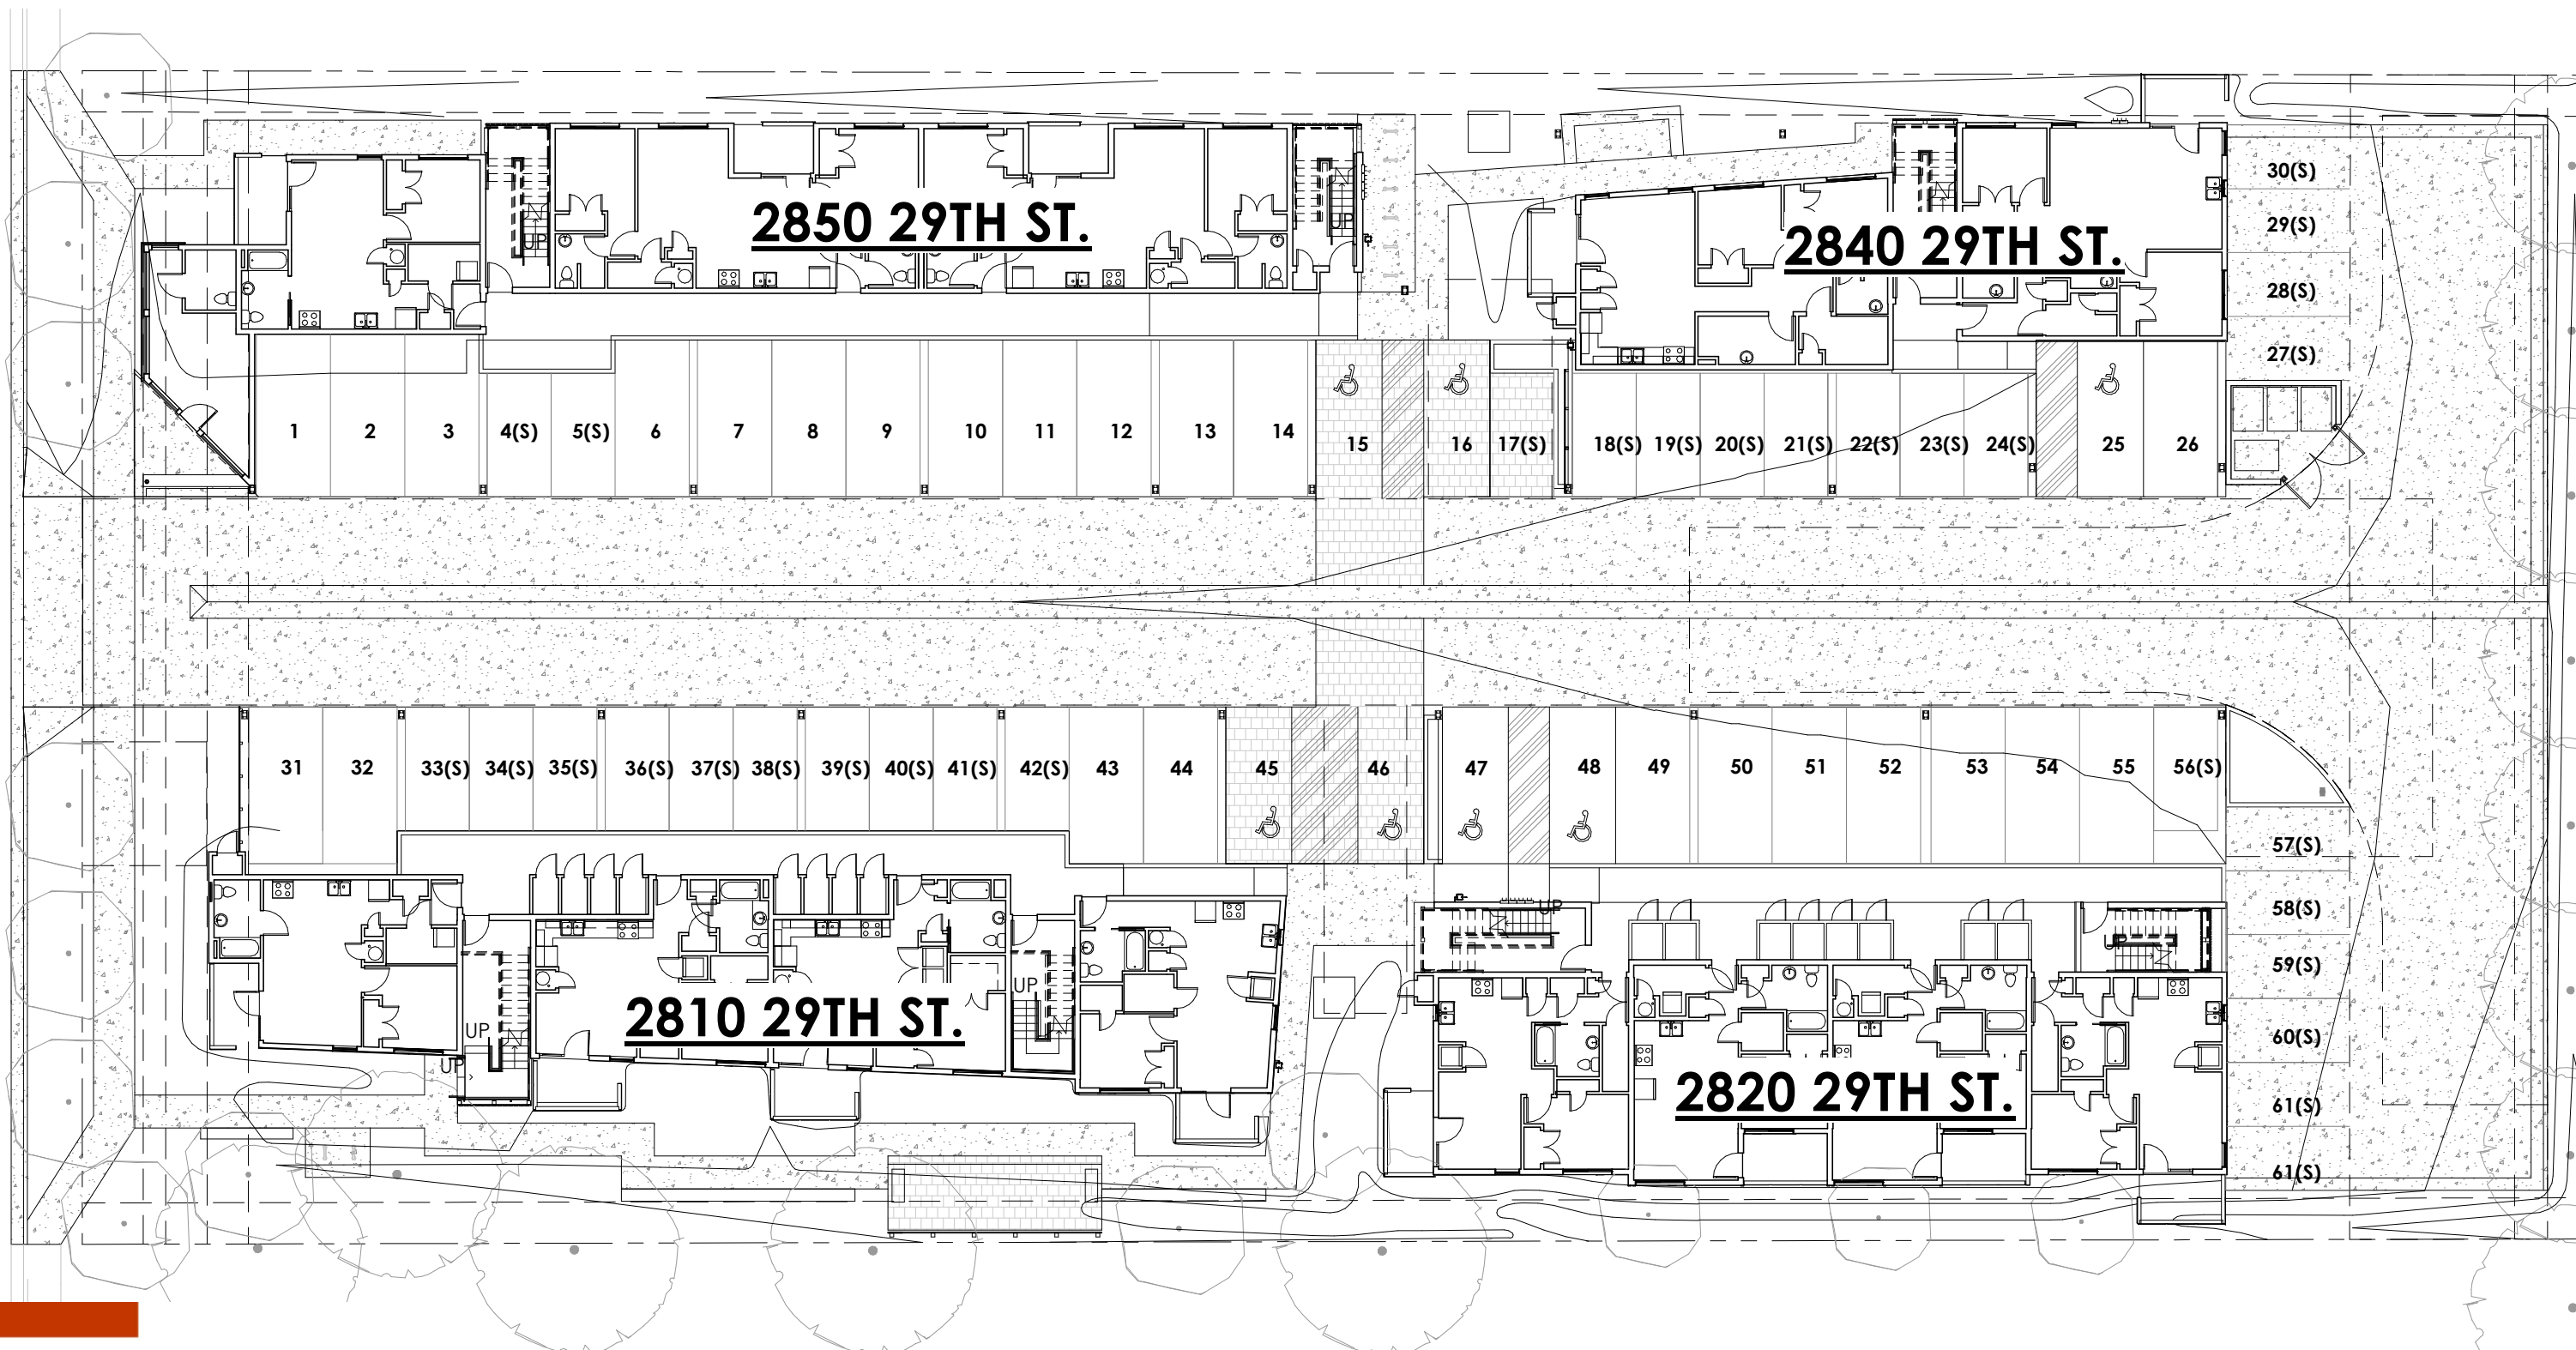 30(S)
29(S)
28(S)
27(S)
2850 29TH ST.
2840 29TH ST.
UP
UP
1 2 3 4(S) 5(S) 6 7 8 9 10 11 12 13 14 15 16 17(S) 18(S) 19(S) 20(S) 21(S) 22(S) 23(S) 24(S) 25 26
31 32 33(S) 34(S) 35(S) 36(S) 37(S) 38(S) 39(S) 40(S) 41(S) 42(S) 43 44 45 46 47 48 49 50 51 52 53 54 55 56(S)
57(S)
58(S)
59(S)
60(S)
61(S)
61(S)
UP
UP
UP
UP
2810 29TH ST.
2820 29TH ST.